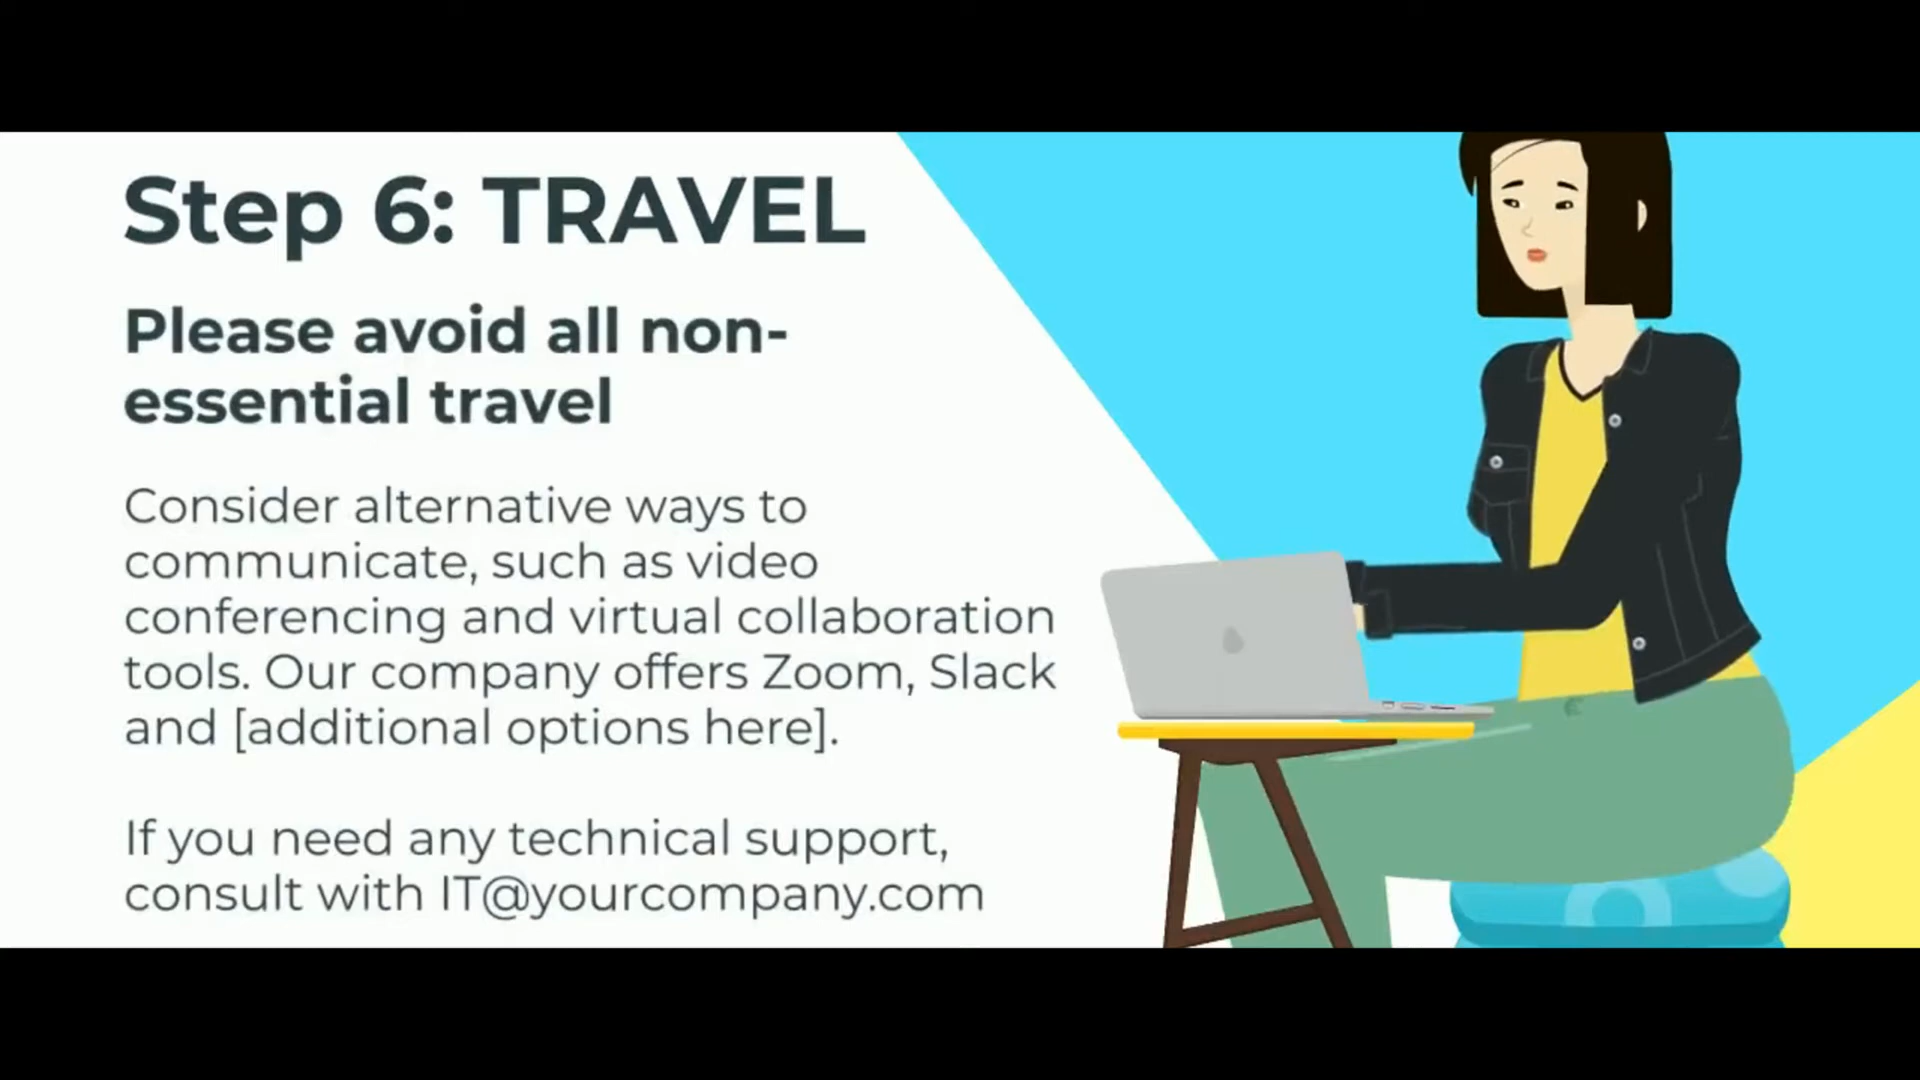 Step 6: TRAVEL
Please avoid all non-
essential travel
Consider alternative ways to
communicate, such as video
conferencing and virtual collaboration
tools. Our company offers Zoom, Slack
and [additional options here].
If you need any technical support,
consult with IT@yourcompany.com